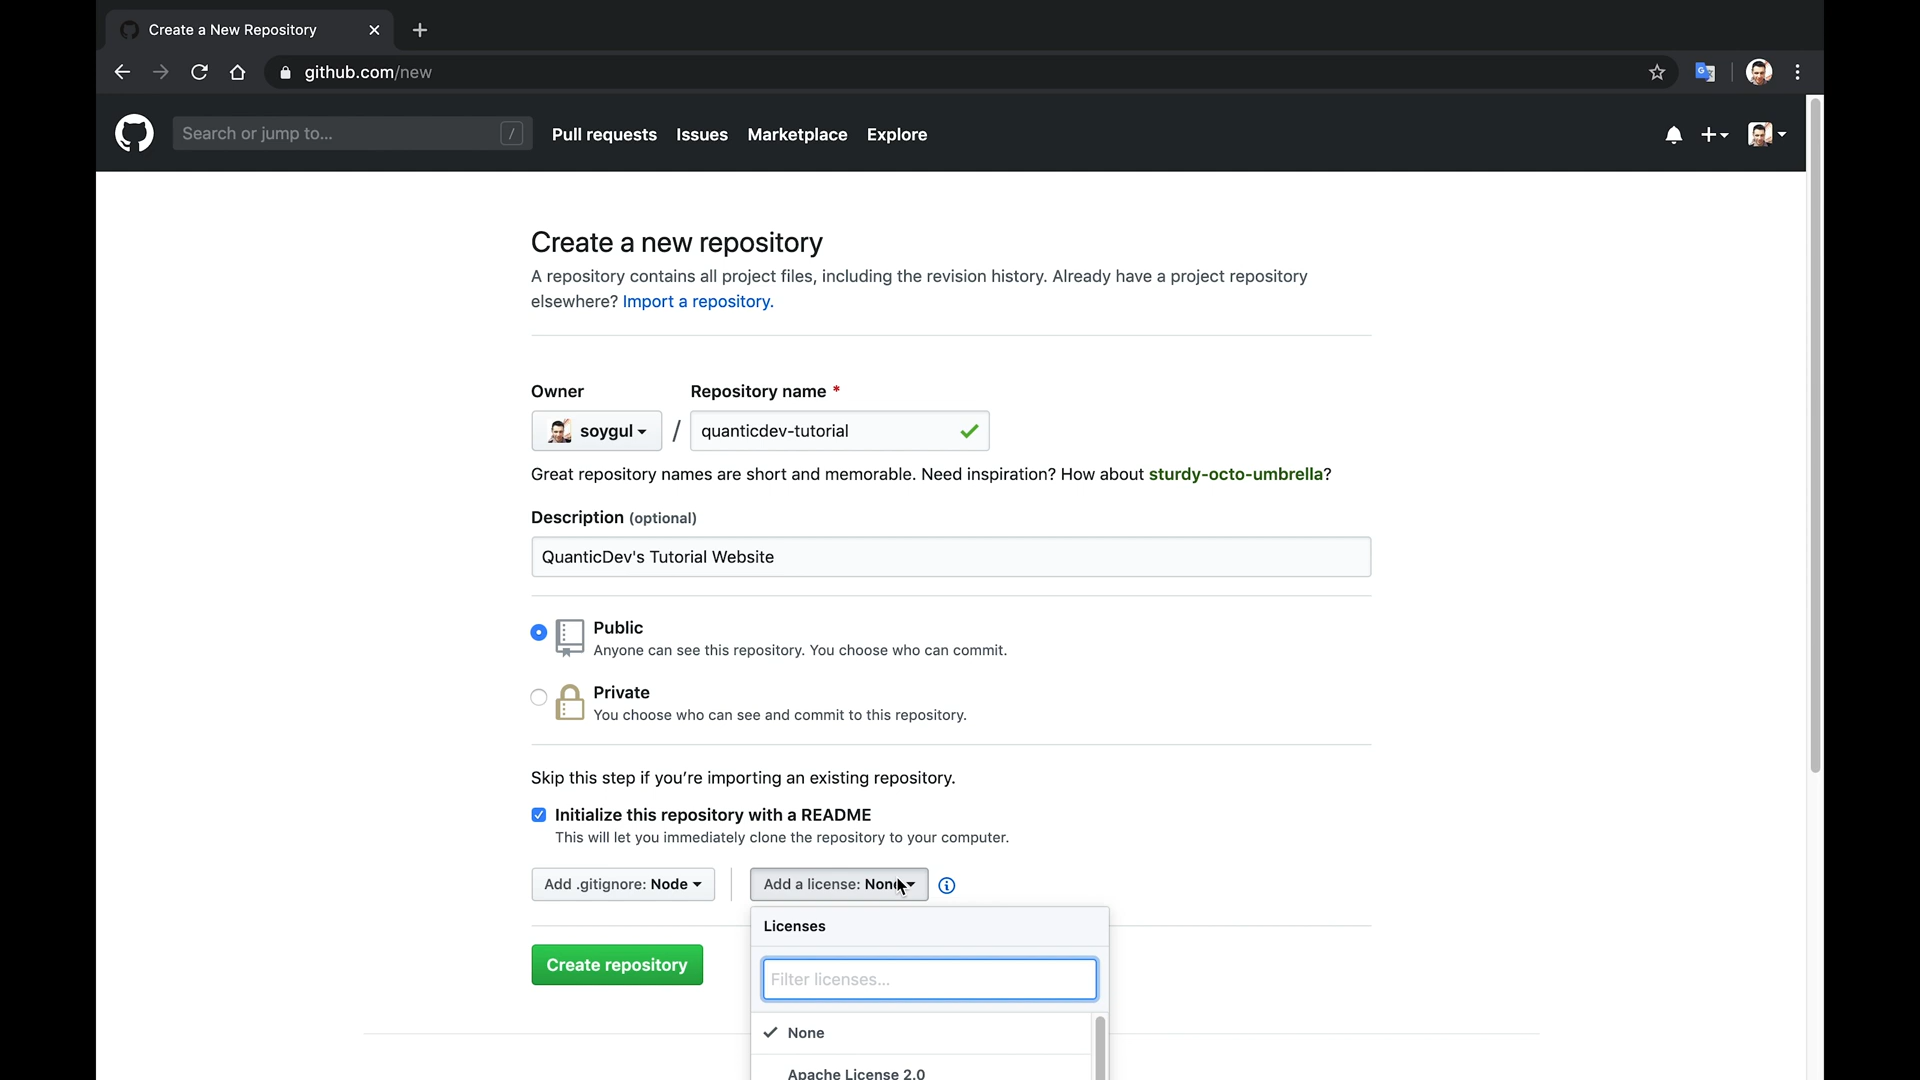 Create a New Repository
github.com/new
Search or jump to... /
Pull requests Issues Marketplace Explore
Create a new repository
A repository contains all project files, including the revision history. Already have a project repository
elsewhere? Import a repository.
Owner Repository name *
soygul / quanticdev-tutorial
Great repository names are short and memorable. Need inspiration? How about sturdy-octo-umbrella?
Description (optional)
QuanticDev's Tutorial Website
Public
Anyone can see this repository. You choose who can commit.
Private
You choose who can see and commit to this repository.
Skip this step if you’re importing an existing repository.
Initialize this repository with a README
This will let you immediately clone the repository to your computer.
Add .gitignore: Node Add a license: None
Licenses
Create repository
Filter licenses...
None
Apache License 2.0